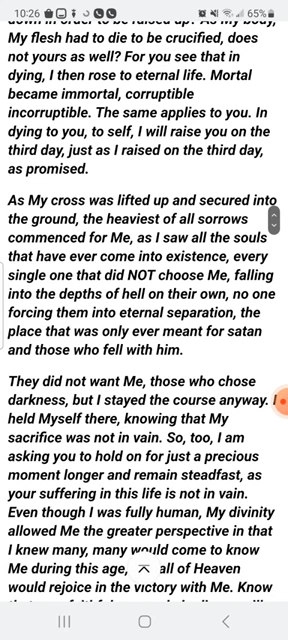 10:26
65%
down in order to be raised up? As my body,
My flesh had to die to be crucified, does
not yours as well? For you see that in
dying, I then rose to eternal life. Mortal
became immortal, corruptible
incorruptible. The same applies to you. In
dying to you, to self, I will raise you on the
third day, just as I raised on the third day,
as promised.
As My cross was lifted up and secured into
the ground, the heaviest of all sorrows
commenced for Me, as I saw all the souls
that have ever come into existence, every
single one that did NOT choose Me, falling
into the depths of hell on their own, no one
forcing them into eternal separation, the
place that was only ever meant for satan
and those who fell with him.
They did not want Me, those who chose
darkness, but I stayed the course anyway. I
held Myself there, knowing that My
sacrifice was not in vain. So, too, I am
asking you to hold on for just a precious
moment longer and remain steadfast, as
your suffering in this life is not in vain.
Even though I was fully human, My divinity
allowed Me the greater perspective in that
I knew many, many would come to know
Me during this age, all of Heaven
would rejoice in the victory with Me. Know